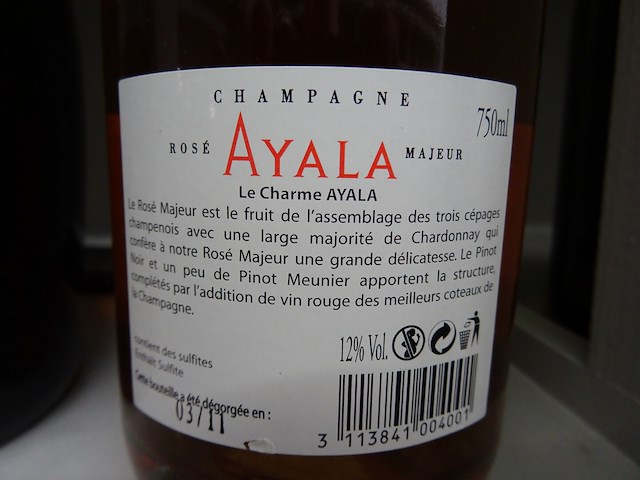 CHAMPAGNE
750ml
ROSÉ AYALA MAJEUR
Le Charme AYALA
Le Rosé Majeur est le fruit de l'assemblage des trois cépages
champenois avec une large majorité de Chardonnay qui
confère à notre Rosé Majeur une grande délicatesse. Le Pinot
Noir et un peu de Pinot Meunier apportent la structure,
complétés par l'addition de vin rouge des meilleurs coteaux de
la Champagne.
12% Vol.
contient des sulfites
Enthält Sulfite
Cette bouteille a été dégorgée en :
03/11
3 113841 004001